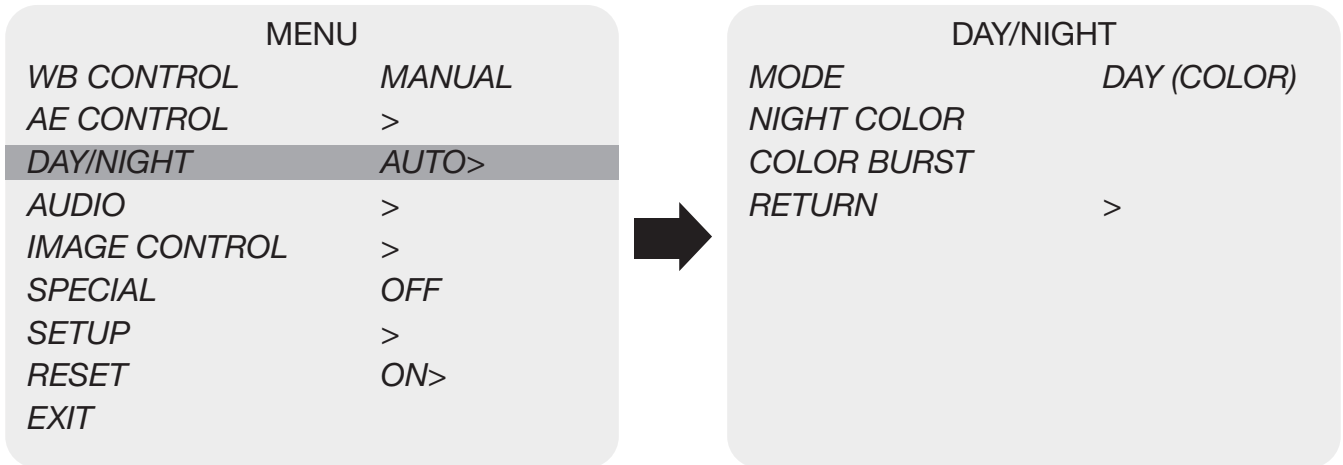 MENU
WB CONTROL MANUAL
AE CONTROL >
DAY/NIGHT AUTO>
AUDIO >
IMAGE CONTROL >
SPECIAL OFF
SETUP >
RESET ON>
EXIT
DAY/NIGHT
MODE DAY (COLOR)
NIGHT COLOR
COLOR BURST
RETURN >